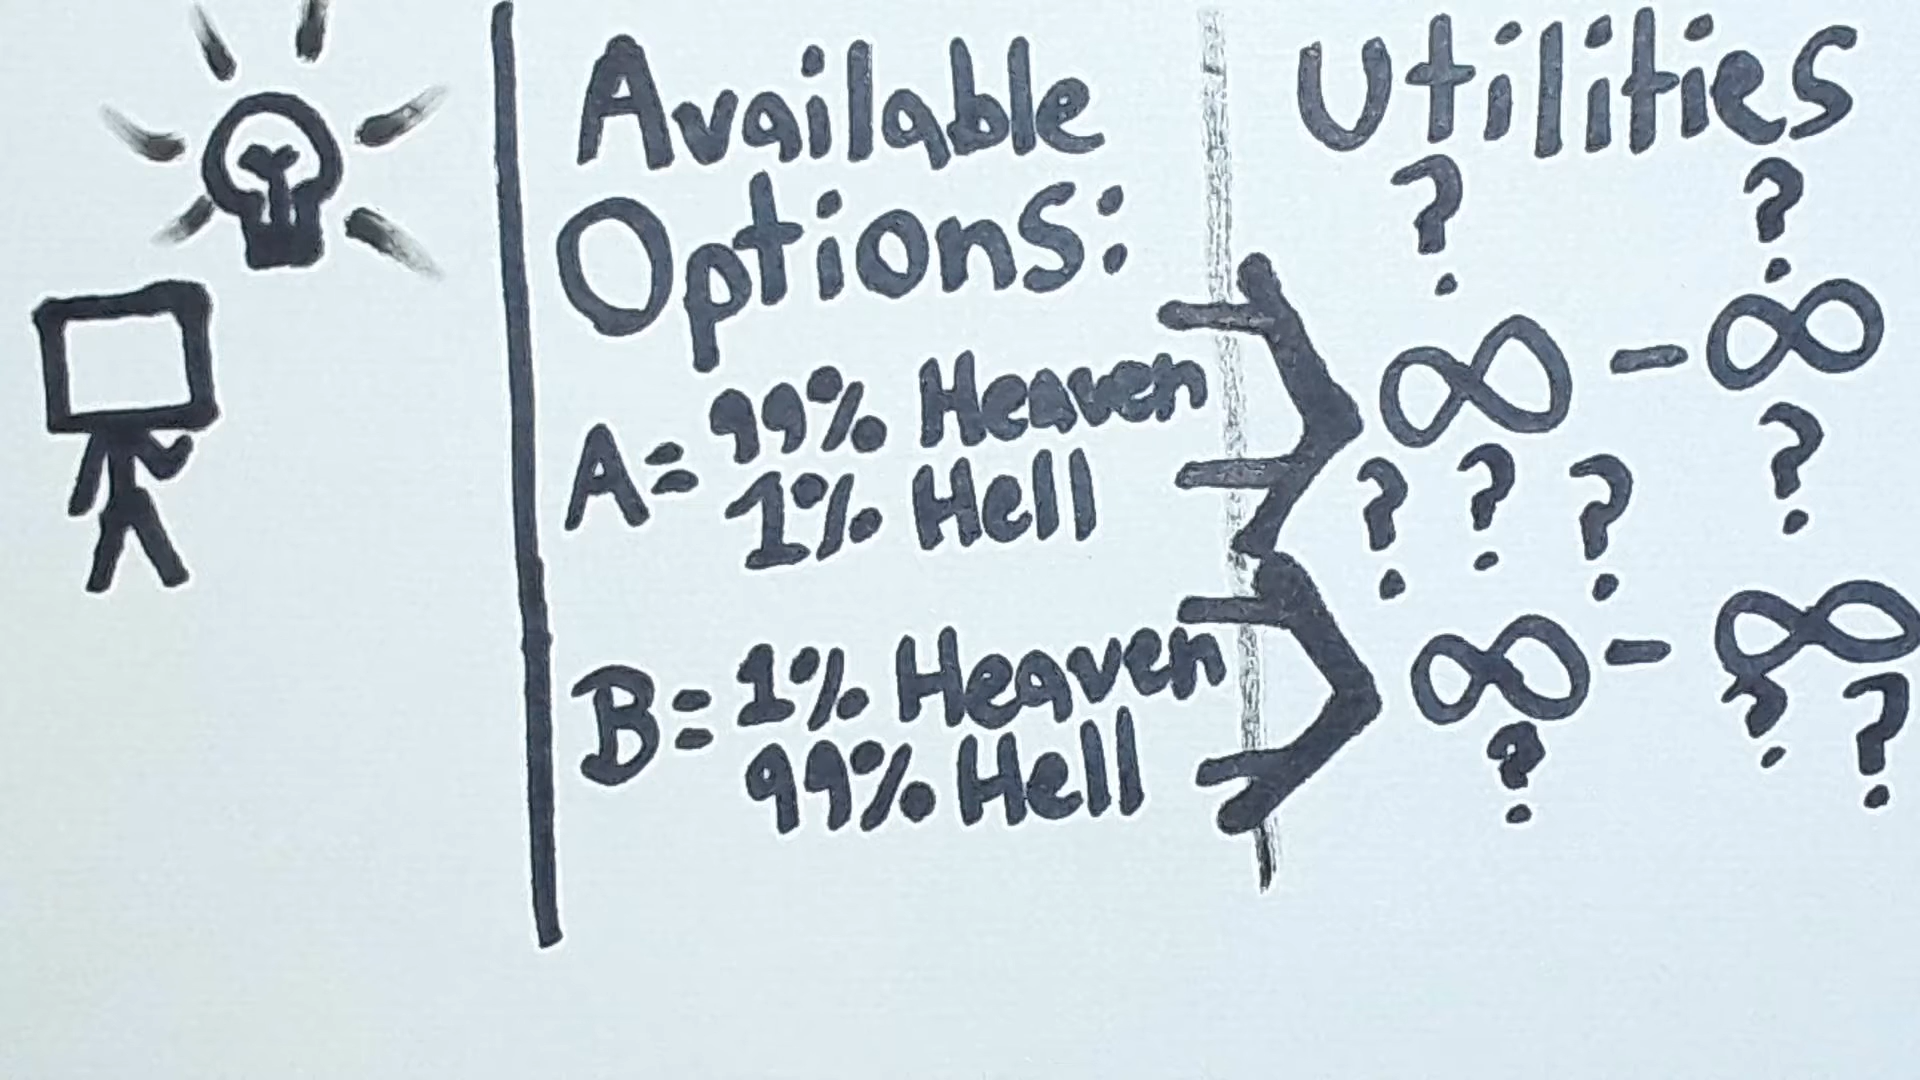 Available
Options:
A= 99% Heaven
1% Hell
B= 1% Heaven
99% Hell
Utilities
? ?
∞ - ∞
? ? ? ?
∞ - ∞
? ? ?